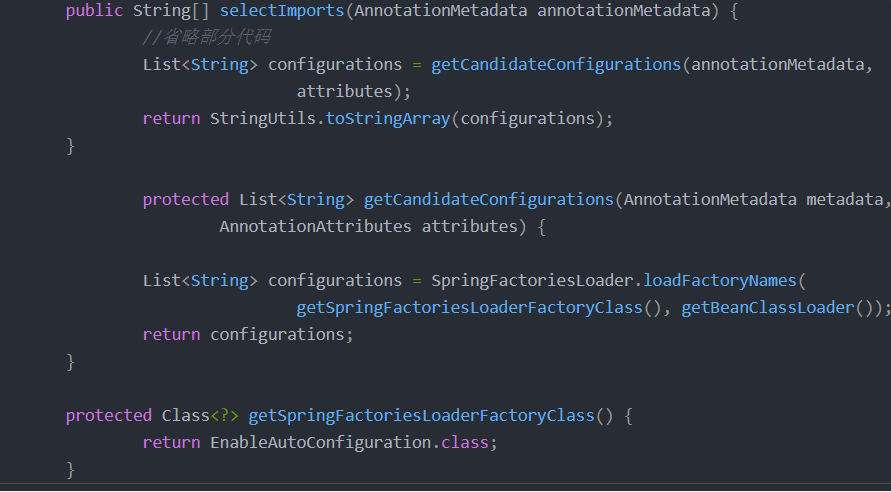 public String[] selectImports(AnnotationMetadata annotationMetadata) {
//省略部分代码
List<String> configurations = getCandidateConfigurations(annotationMetadata,
attributes);
return StringUtils.toStringArray(configurations);
}
protected List<String> getCandidateConfigurations(AnnotationMetadata metadata,
AnnotationAttributes attributes) {
List<String> configurations = SpringFactoriesLoader.loadFactoryNames(
getSpringFactoriesLoaderFactoryClass(), getBeanClassLoader());
return configurations;
}
protected Class<?> getSpringFactoriesLoaderFactoryClass() {
return EnableAutoConfiguration.class;
}